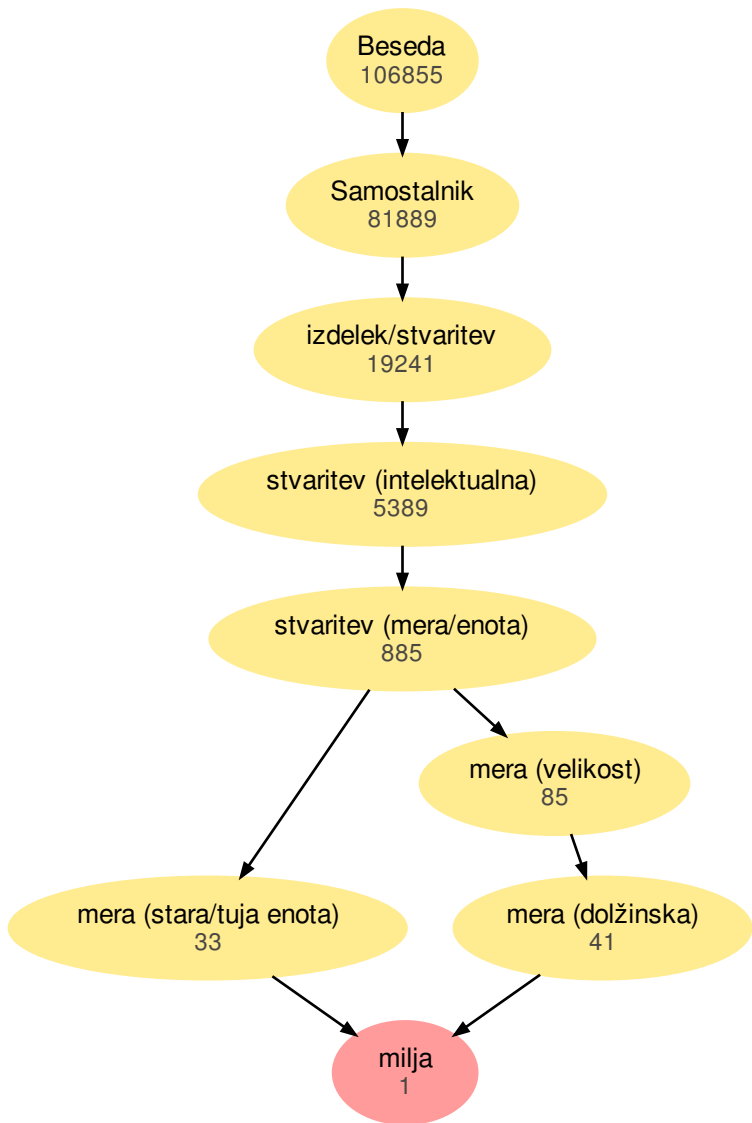 Beseda
106855
Samostalnik
81889
izdelek/stvaritev
19241
stvaritev (intelektualna)
5389
stvaritev (mera/enota)
885
mera (velikost)
85
mera (stara/tuja enota)
33
mera (dolžinska)
41
milja
1